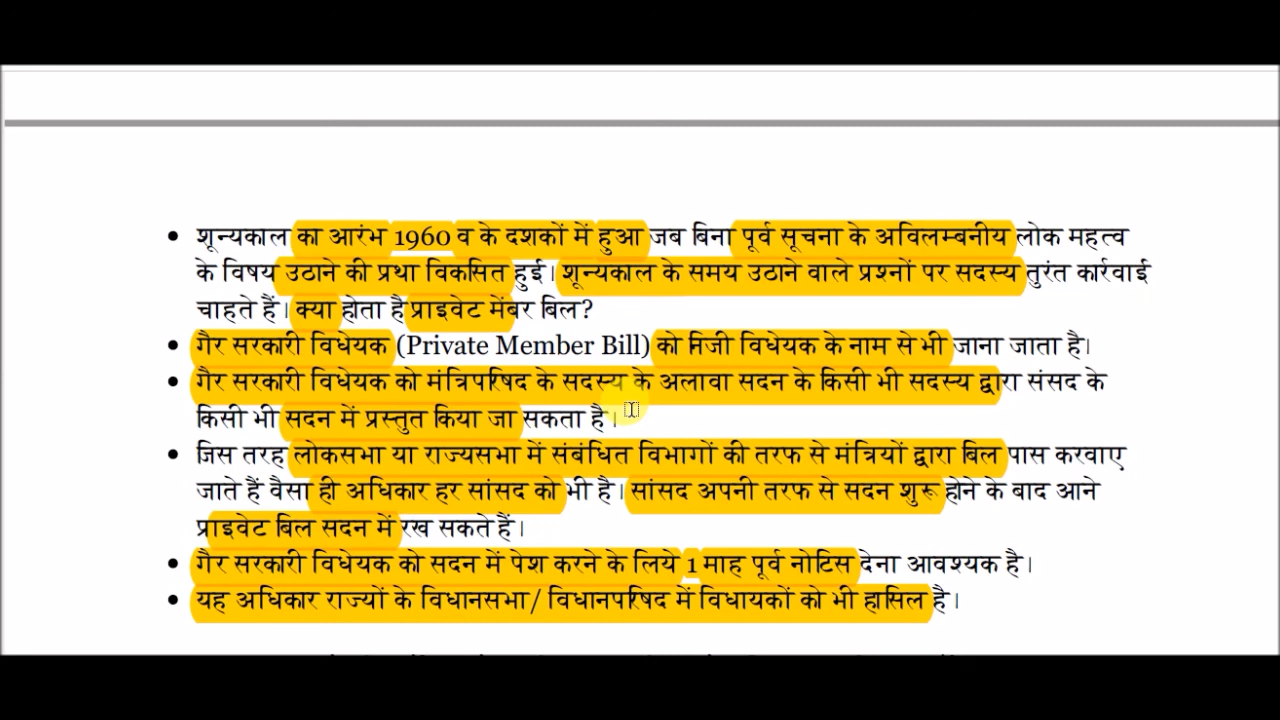 • शून्यकाल का आरंभ 1960 व के दशकों में हुआ जब बिना पूर्व सूचना के अविलम्बनीय लोक महत्व
के विषय उठाने की प्रथा विकसित हुई। शून्यकाल के समय उठाने वाले प्रश्नों पर सदस्य तुरंत कार्रवाई
चाहते हैं। क्या होता है प्राइवेट मेंबर बिल?
• गैर सरकारी विधेयक (Private Member Bill) को निजी विधेयक के नाम से भी जाना जाता है।
• गैर सरकारी विधेयक को मंत्रिपरिषद के सदस्य के अलावा सदन के किसी भी सदस्य द्वारा संसद के
किसी भी सदन में प्रस्तुत किया जा सकता है।
• जिस तरह लोकसभा या राज्यसभा में संबंधित विभागों की तरफ से मंत्रियों द्वारा बिल पास करवाए
जाते हैं वैसा ही अधिकार हर सांसद को भी है। सांसद अपनी तरफ से सदन शुरू होने के बाद आने
प्राइवेट बिल सदन में रख सकते हैं।
• गैर सरकारी विधेयक को सदन में पेश करने के लिये 1 माह पूर्व नोटिस देना आवश्यक है।
• यह अधिकार राज्यों के विधानसभा/ विधानपरिषद में विधायकों को भी हासिल है।